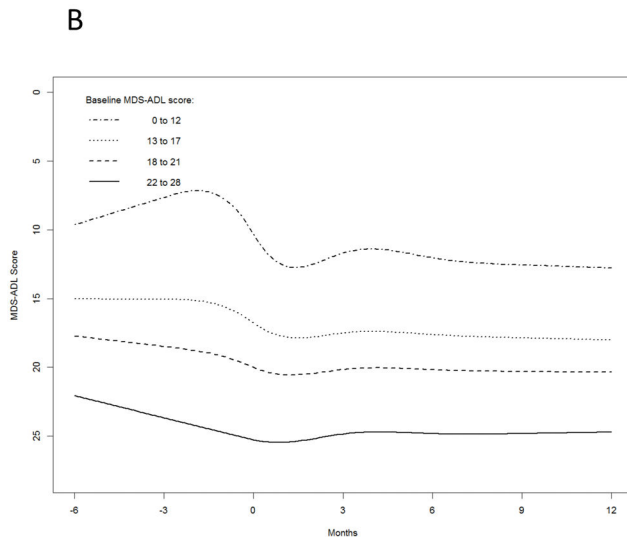 B
Baseline MDS-ADL score:
0 to 12
13 to 17
18 to 21
22 to 28
0
5
10
15
20
25
MDS-ADL Score
-6
-3
0
3
6
9
12
Months